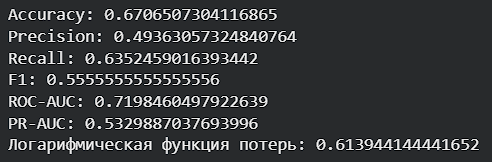 Accuracy: 0.6706507304116865
Precision: 0.49363057324840764
Recall: 0.6352459016393442
F1: 0.5555555555555556
ROC-AUC: 0.7198460497922639
PR-AUC: 0.5329887037693996
Логарифмическая функция потерь: 0.613944144441652